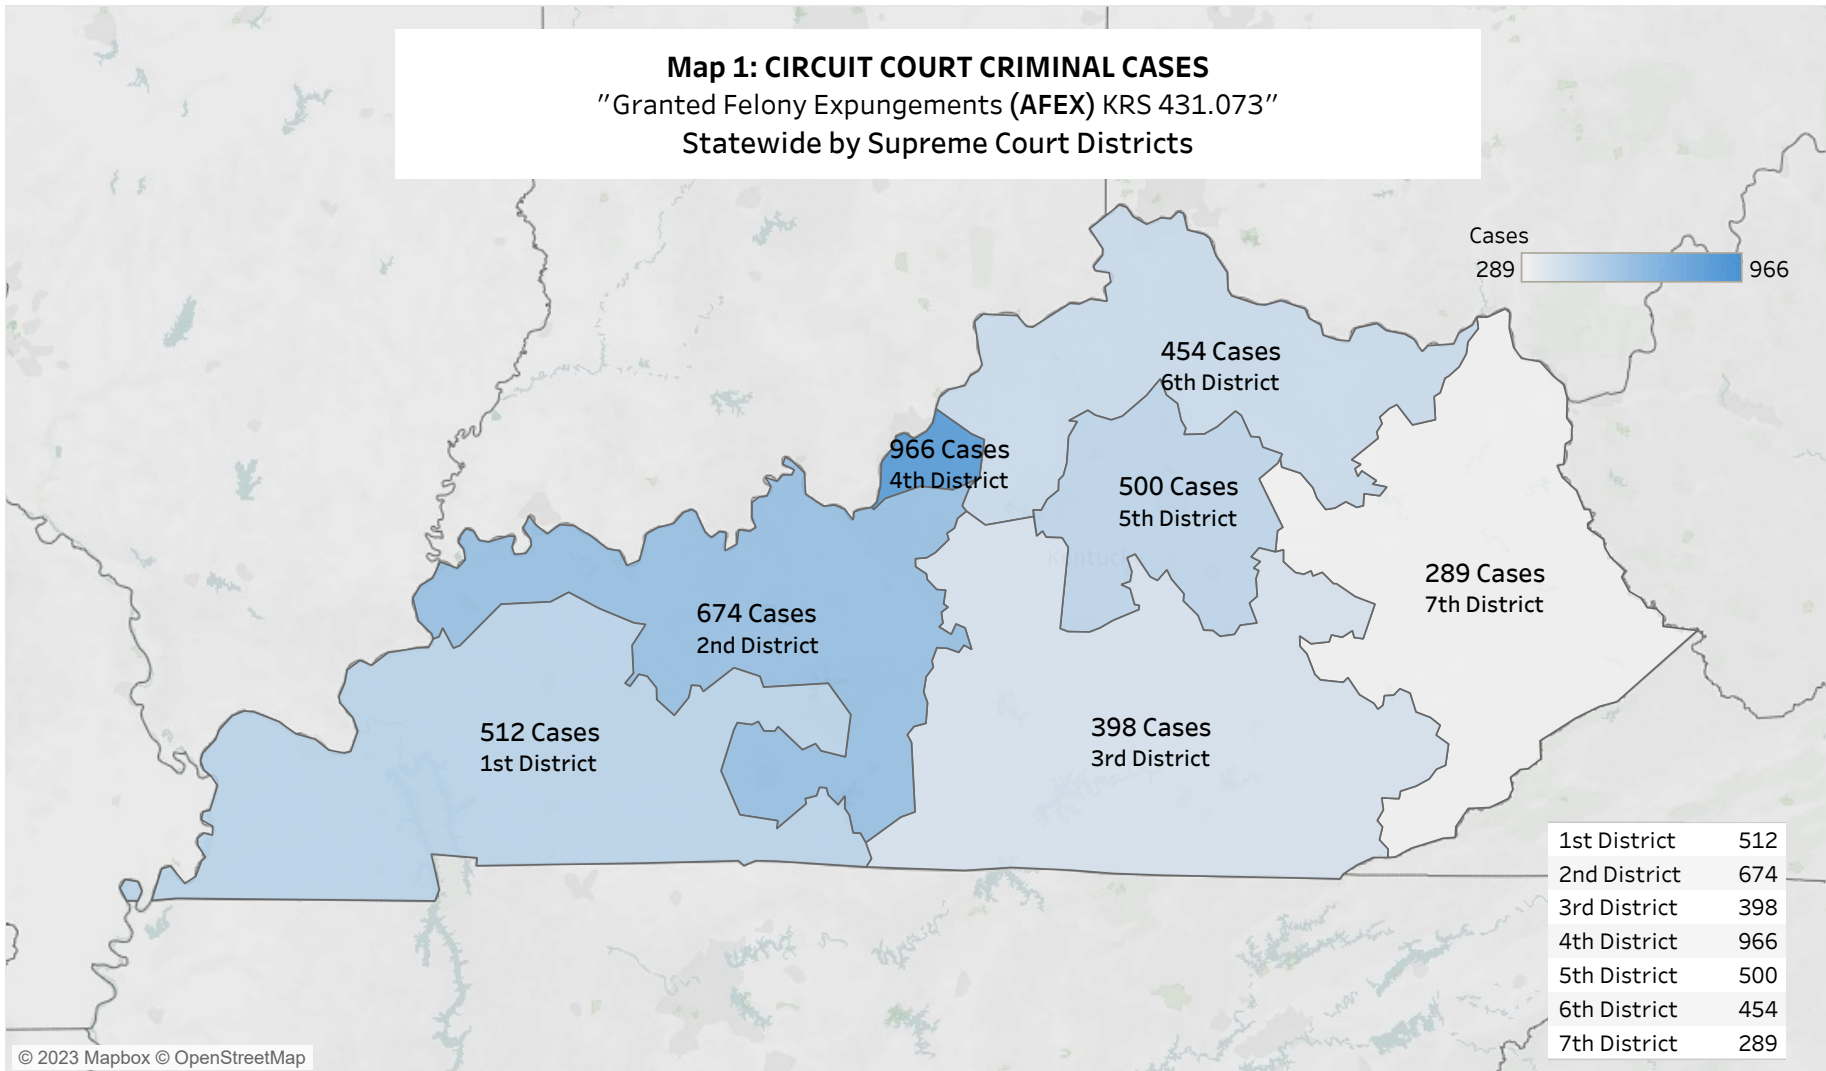 Map 1: CIRCUIT COURT CRIMINAL CASES
"Granted Felony Expungements (AFEX) KRS 431.073"
Statewide by Supreme Court Districts
Cases
289 966
454 Cases
6th District
966 Cases
4th District
500 Cases
5th District
Kentucky
289 Cases
7th District
674 Cases
2nd District
512 Cases
1st District
398 Cases
3rd District
1st District 512
2nd District 674
3rd District 398
4th District 966
5th District 500
6th District 454
7th District 289
© 2023 Mapbox © OpenStreetMap